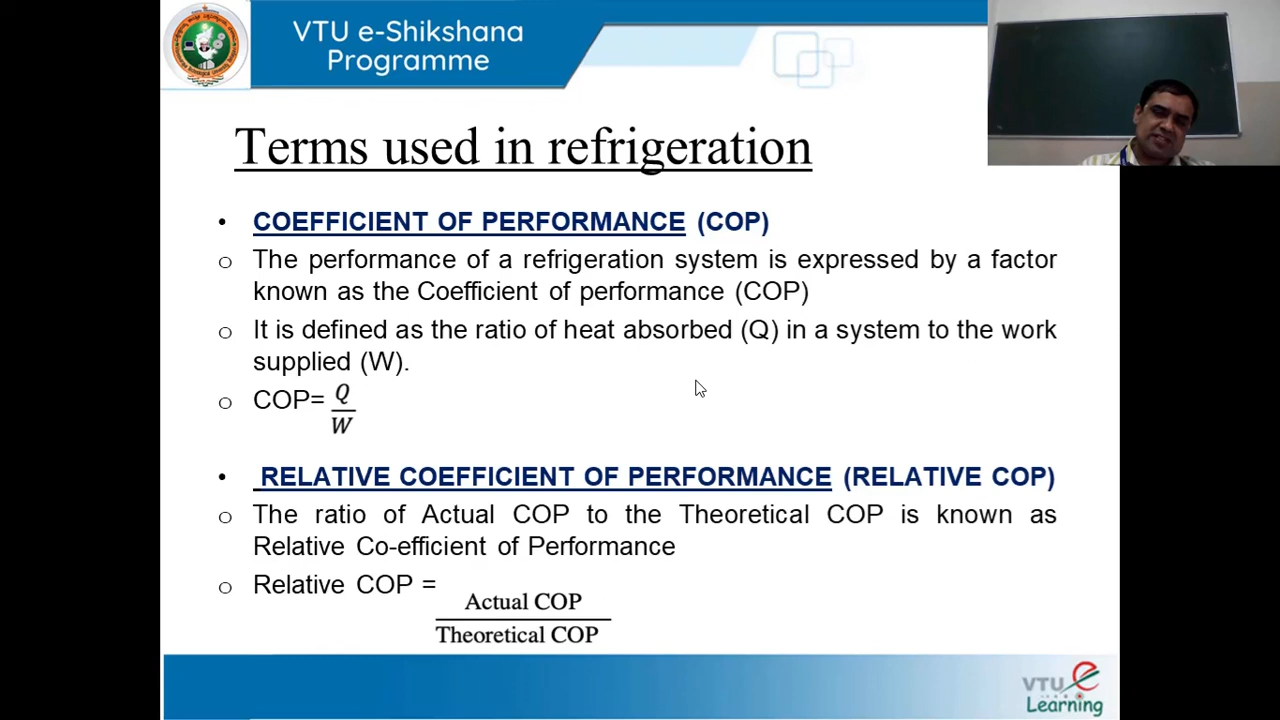 VTU e-Shikshana
Programme
Terms used in refrigeration
• COEFFICIENT OF PERFORMANCE (COP)
o The performance of a refrigeration system is expressed by a factor
known as the Coefficient of performance (COP)
o It is defined as the ratio of heat absorbed (Q) in a system to the work
supplied (W).
o COP= Q
W
• RELATIVE COEFFICIENT OF PERFORMANCE (RELATIVE COP)
o The ratio of Actual COP to the Theoretical COP is known as
Relative Co-efficient of Performance
o Relative COP =
Actual COP
Theoretical COP
VTU e
Learning